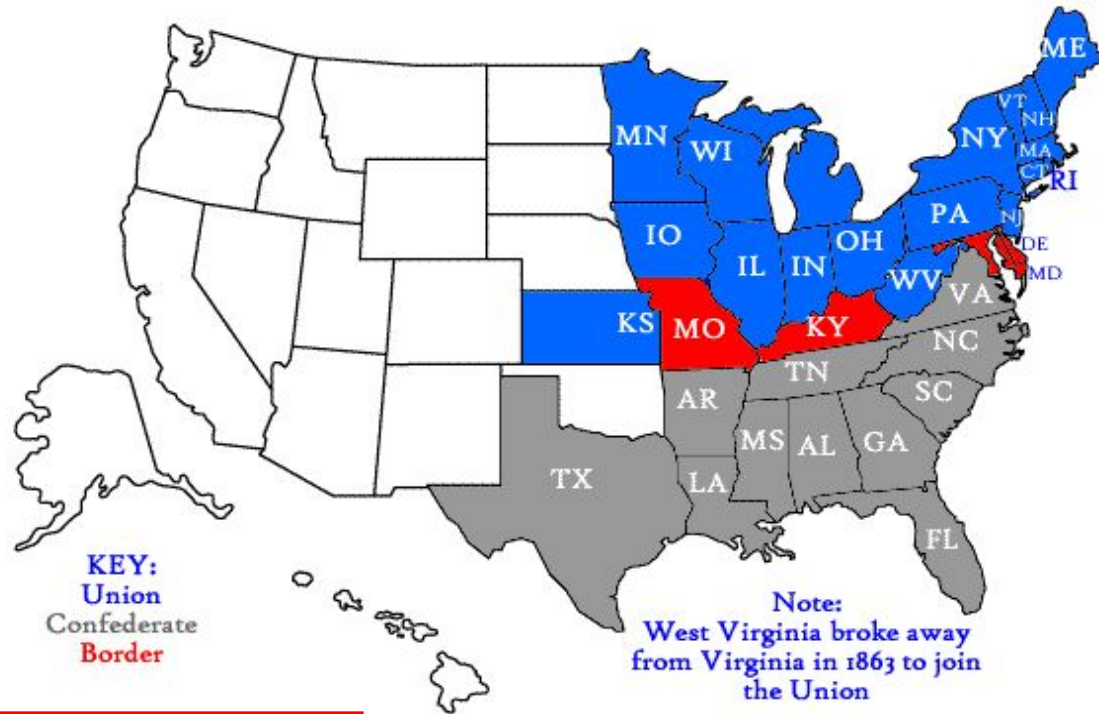 ME
VT
NH
MN
WI
NY
MA
CT
RI
IO
PA
NJ
IL
IN
OH
DE
MD
WV
VA
KS
MO
KY
NC
TN
SC
AR
MS
AL
GA
TX
LA
FL
KEY:
Union
Confederate
Border
Note:
West Virginia broke away
from Virginia in 1863 to join
the Union